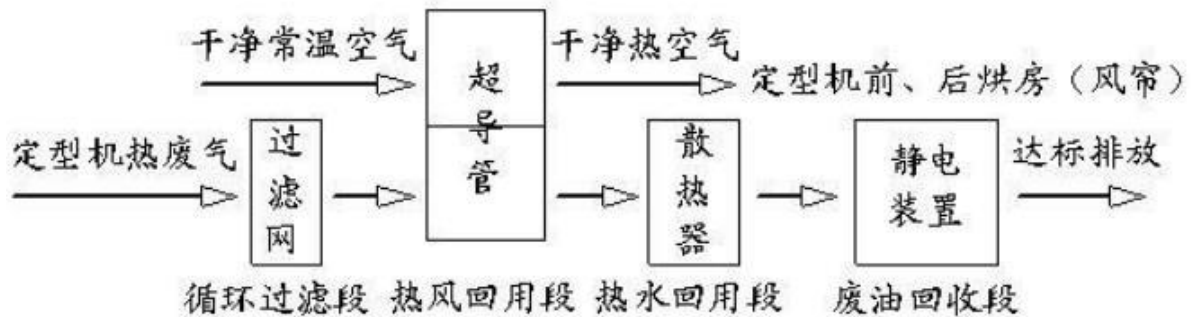 干净常温空气
干净热空气
超导管
定型机前、后烘房（风帘）
定型机热废气
过滤网
散热器
静电装置
达标排放
循环过滤段
热风回用段
热水回用段
废油回收段